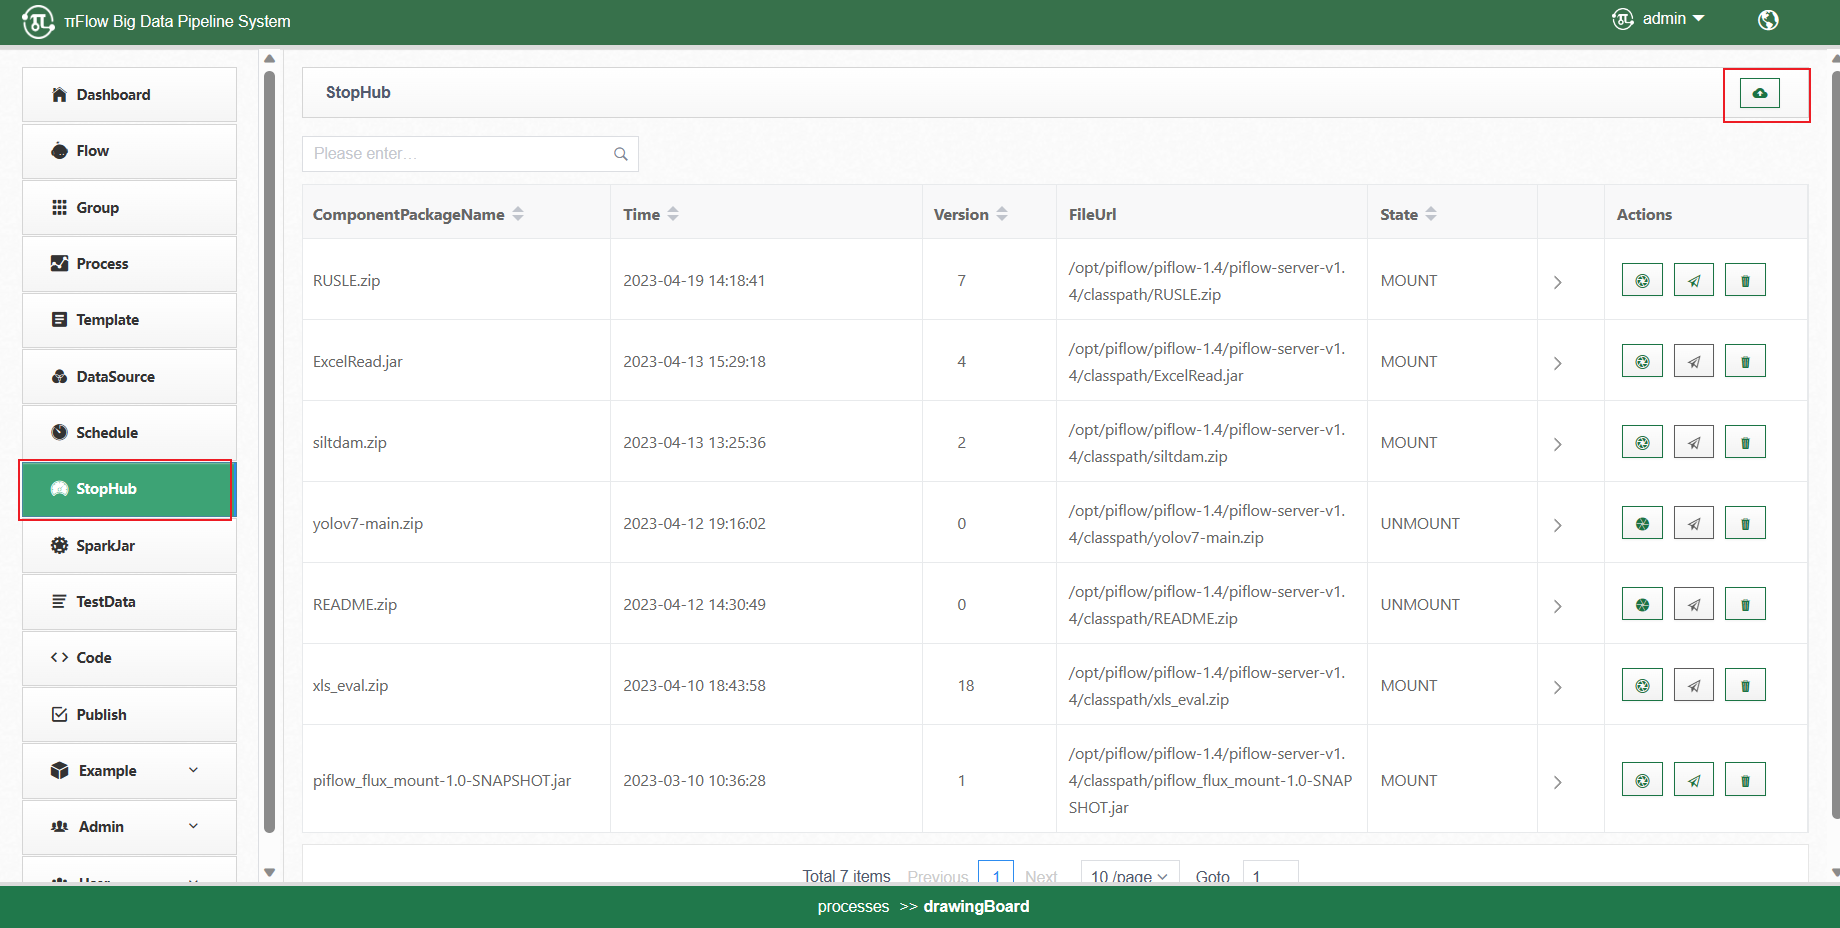 πFlow Big Data Pipeline System
admin
Dashboard
Flow
Group
Process
Template
DataSource
Schedule
StopHub
SparkJar
TestData
Code
Publish
Example
Admin
User
StopHub
Please enter...
ComponentPackageName Time Version FileUrl State Actions
RUSLE.zip 2023-04-19 14:18:41 7 /opt/piflow/piflow-1.4/piflow-server-v1.
4/classpath/RUSLE.zip MOUNT
ExcelRead.jar 2023-04-13 15:29:18 4 /opt/piflow/piflow-1.4/piflow-server-v1.
4/classpath/ExcelRead.jar MOUNT
siltdam.zip 2023-04-13 13:25:36 2 /opt/piflow/piflow-1.4/piflow-server-v1.
4/classpath/siltdam.zip MOUNT
yolov7-main.zip 2023-04-12 19:16:02 0 /opt/piflow/piflow-1.4/piflow-server-v1.
4/classpath/yolov7-main.zip UNMOUNT
README.zip 2023-04-12 14:30:49 0 /opt/piflow/piflow-1.4/piflow-server-v1.
4/classpath/README.zip UNMOUNT
xls_eval.zip 2023-04-10 18:43:58 18 /opt/piflow/piflow-1.4/piflow-server-v1.
4/classpath/xls_eval.zip MOUNT
piflow_flux_mount-1.0-SNAPSHOT.jar 2023-03-10 10:36:28 1 /opt/piflow/piflow-1.4/piflow-server-v1.
4/classpath/piflow_flux_mount-1.0-SNAP
SHOT.jar MOUNT
Total 7 items Previous 1 Next 10 /page Goto 1
processes >> drawingBoard